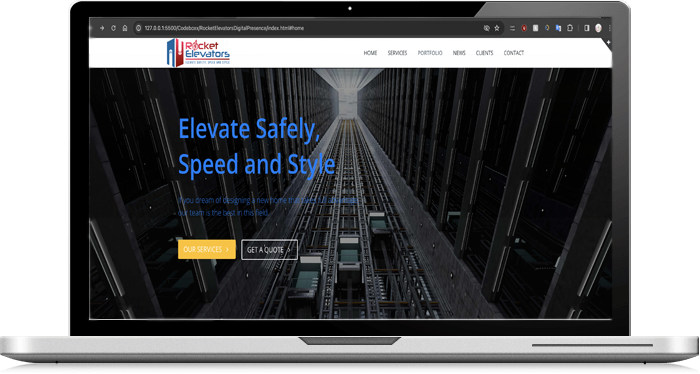 127.0.0.1:5500/Codeboxx/RocketElevatorsDigitalPresence/index.html#home
Rocket
Elevators
HOME SERVICES PORTFOLIO NEWS CLIENTS CONTACT
Elevate Safely,
Speed and Style
If you dream of designing a new home that
our team is the best in this field.
OUR SERVICES >
GET A QUOTE >